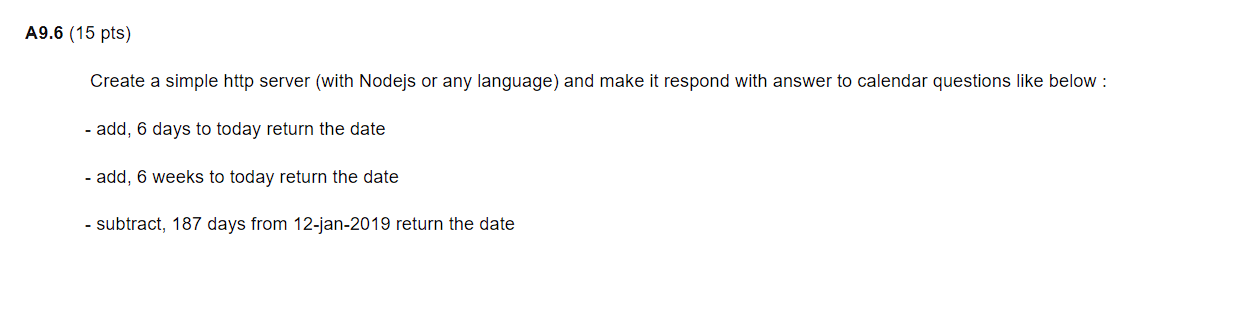 A9.6 (15 pts)
Create a simple http server (with Nodejs or any language) and make it respond with answer to calendar questions like below :
- add, 6 days to today return the date
- add, 6 weeks to today return the date
- subtract, 187 days from 12-jan-2019 return the date